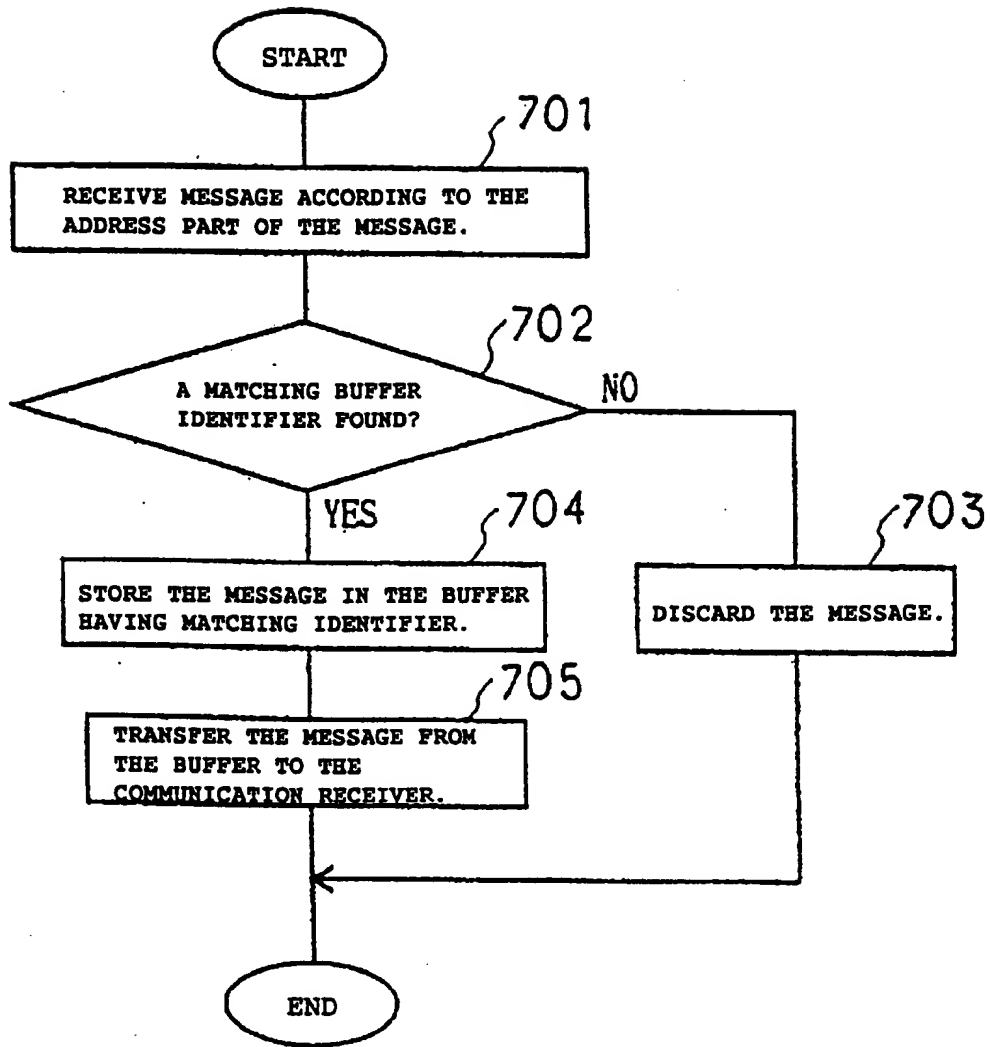 START
701
RECEIVE MESSAGE ACCORDING TO THE
ADDRESS PART OF THE MESSAGE.
702
A MATCHING BUFFER
IDENTIFIER FOUND?
NO
YES
704
STORE THE MESSAGE IN THE BUFFER
HAVING MATCHING IDENTIFIER.
703
DISCARD THE MESSAGE.
705
TRANSFER THE MESSAGE FROM
THE BUFFER TO THE
COMMUNICATION RECEIVER.
END